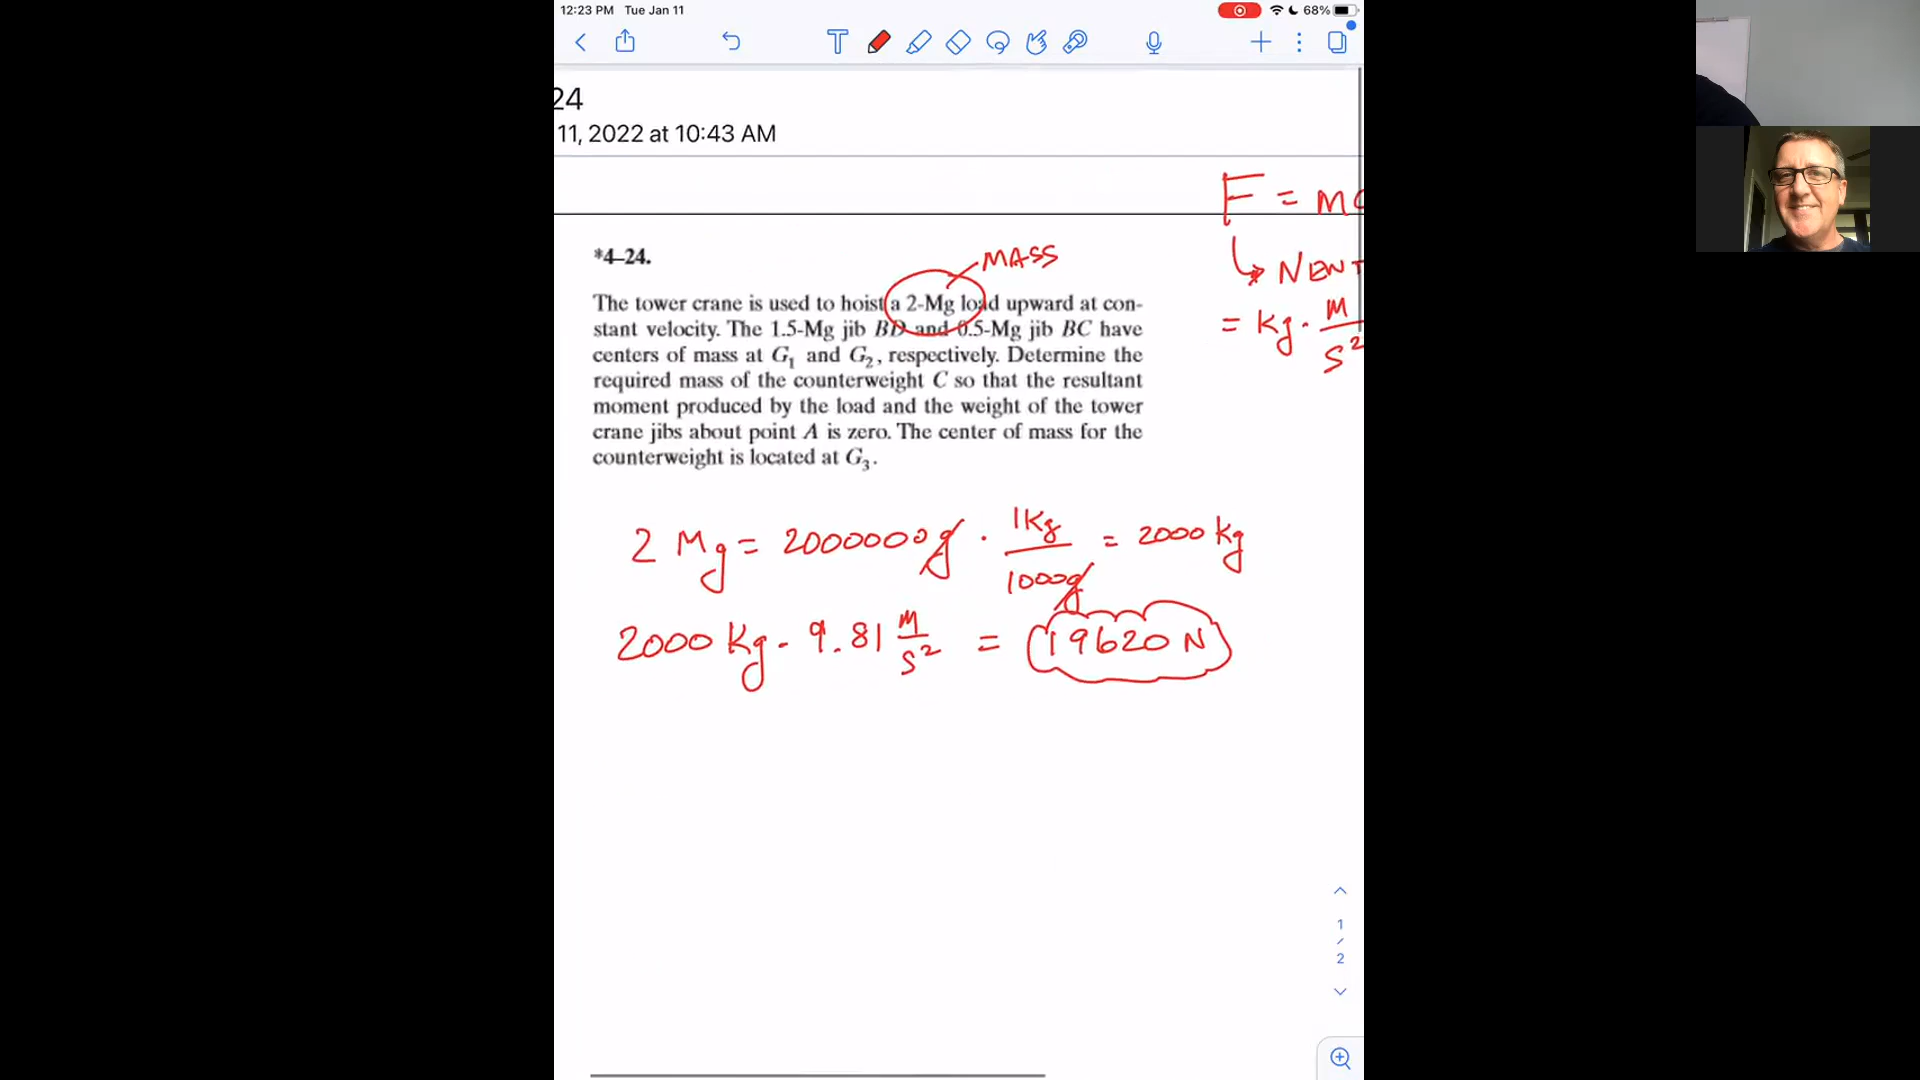 12:23 PM Tue Jan 11
68%
24
11, 2022 at 10:43 AM
F = m
*4–24.
MASS
The tower crane is used to hoist a 2-Mg load upward at con-
stant velocity. The 1.5-Mg jib BD and 0.5-Mg jib BC have
centers of mass at G1 and G2, respectively. Determine the
required mass of the counterweight C so that the resultant
moment produced by the load and the weight of the tower
crane jibs about point A is zero. The center of mass for the
counterweight is located at G3.
NEWT
= Kg · M/S²
2 Mg = 2000000g · 1Kg/1000g = 2000 kg
2000 Kg · 9.81 M/S² = 19620 N
1
/
2